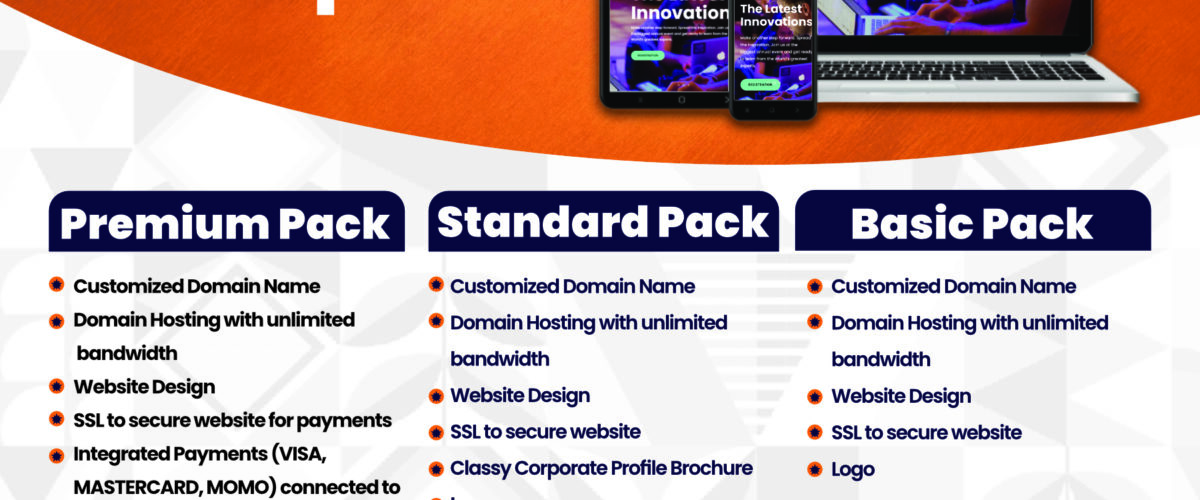 Innovation
The Latest
Innovations
Premium Pack
Customized Domain Name
Domain Hosting with unlimited
bandwidth
Website Design
SSL to secure website for payments
Integrated Payments (VISA,
MASTERCARD, MOMO) connected to
Standard Pack
Customized Domain Name
Domain Hosting with unlimited
bandwidth
Website Design
SSL to secure website
Classy Corporate Profile Brochure
Basic Pack
Customized Domain Name
Domain Hosting with unlimited
bandwidth
Website Design
SSL to secure website
Logo